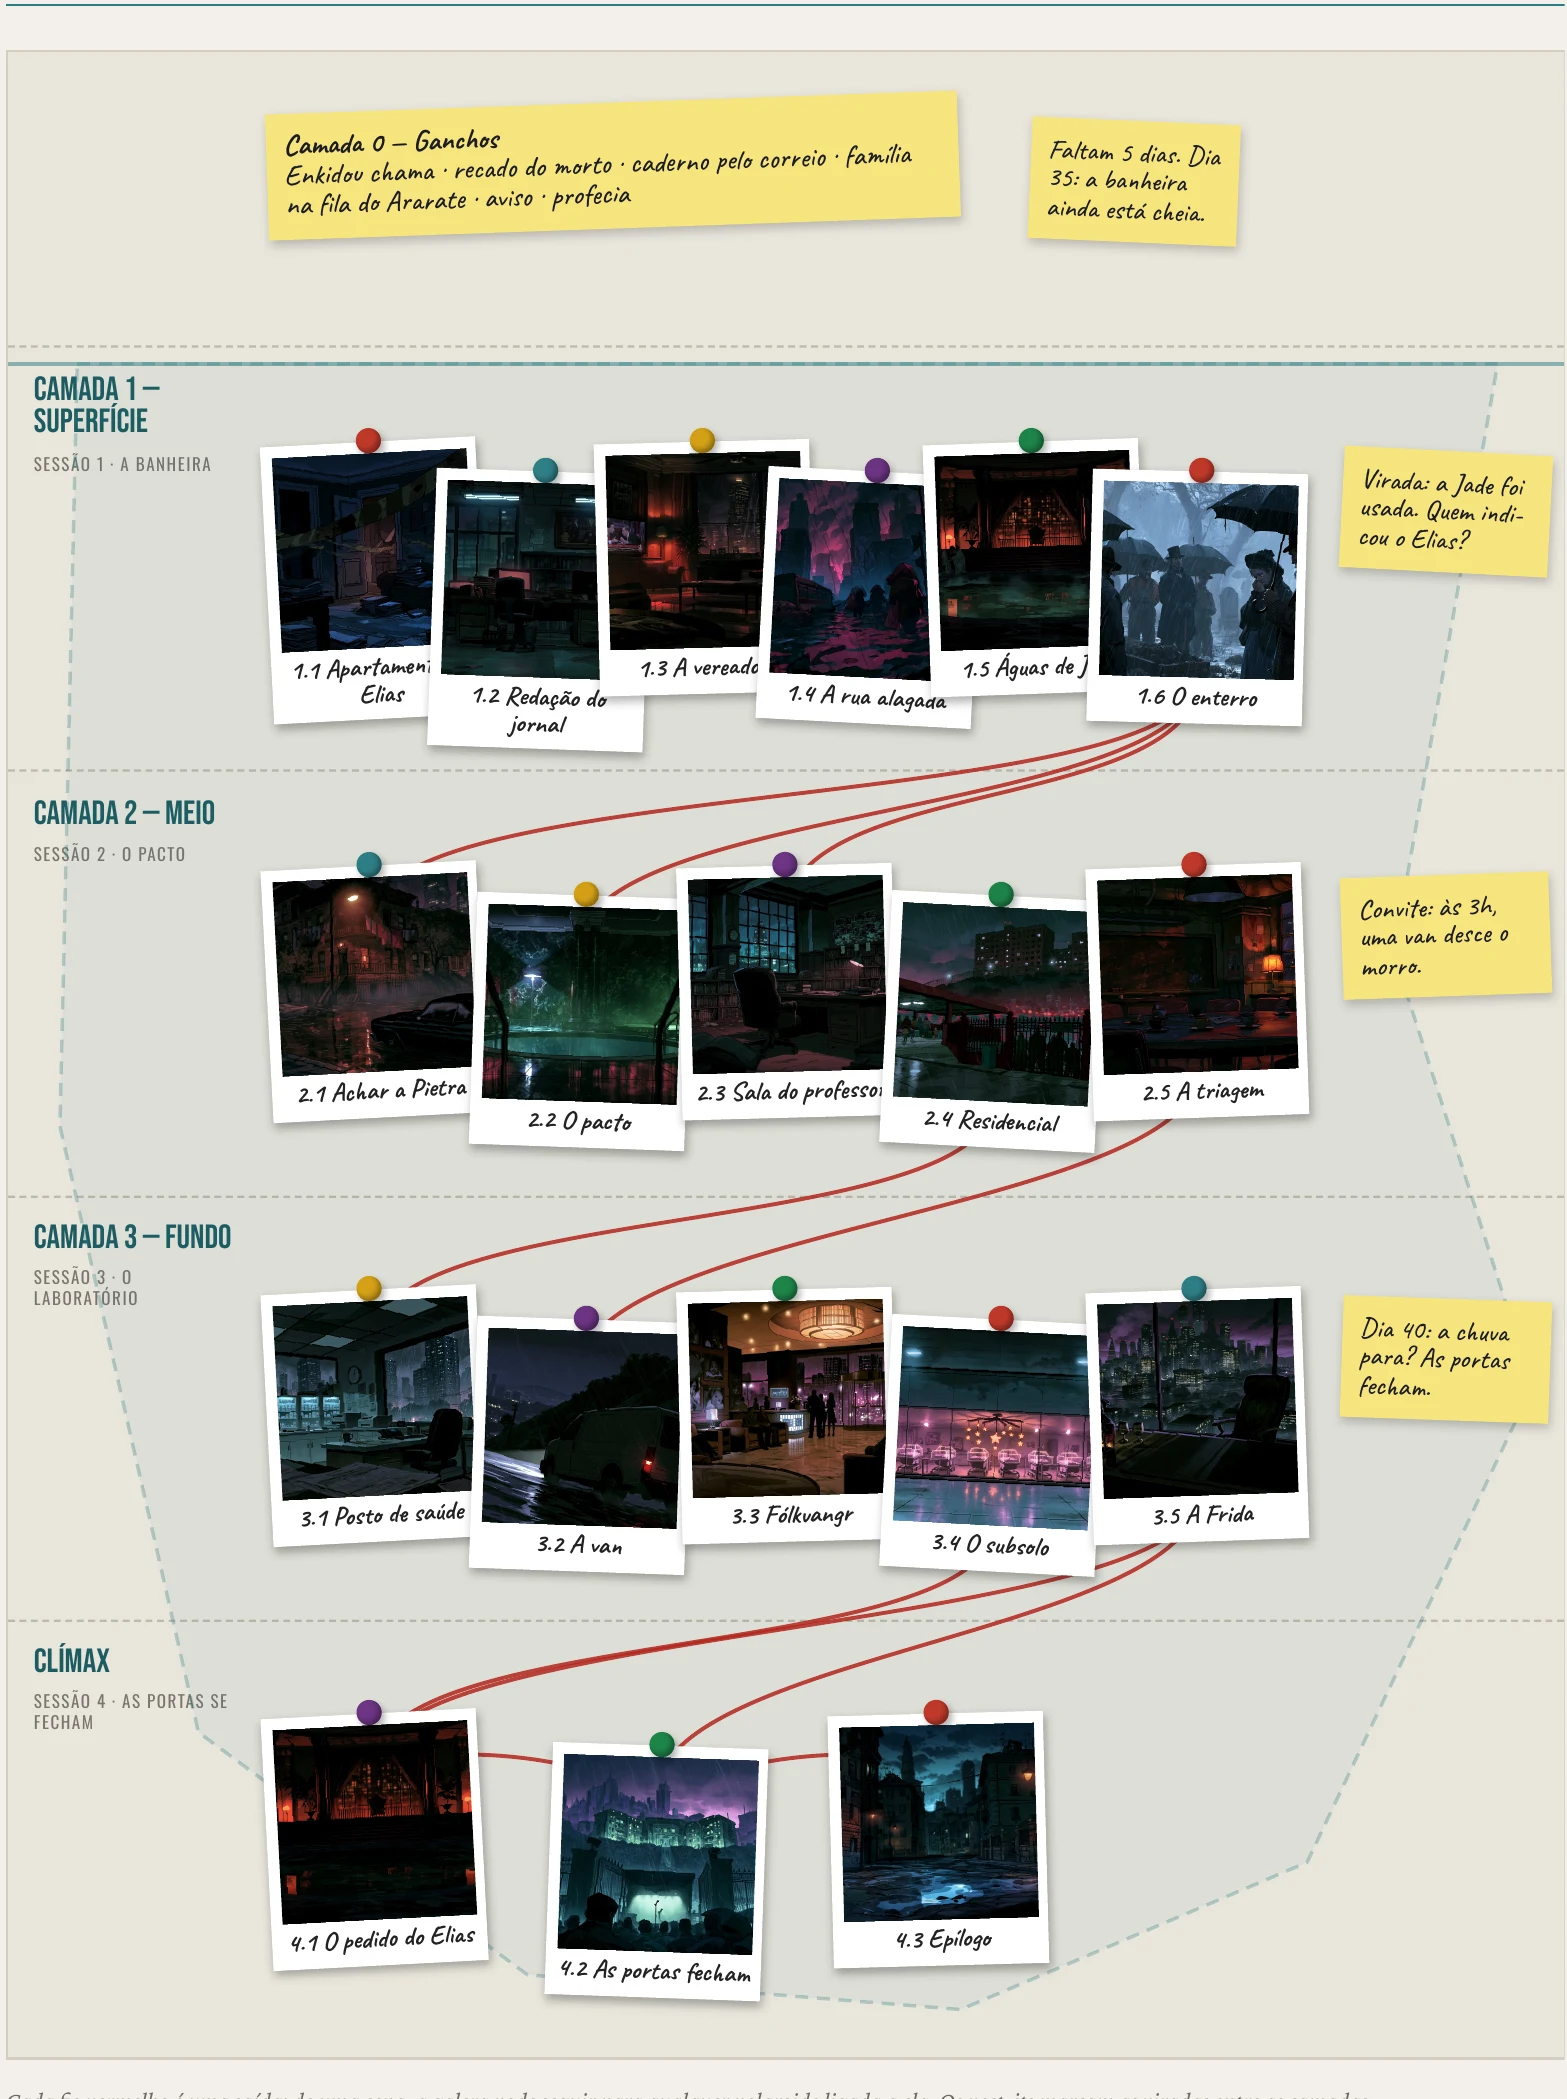 Camada 0 – Ganchos
Enkidou chama · recado do morto · caderno pelo correio · família
na fila do Ararate · aviso · profecia
Faltam 5 dias. Dia
35: a banheira
ainda está cheia.
CAMADA 1 –
SUPERFÍCIE
SESSÃO 1 · A BANHEIRA
1.1 Apartament
Elias
1.2 Redação do
jornal
1.3 A veread
1.4 A rua alagada
1.5 Águas de
1.6 O enterro
Virada: a Jade foi
usada. Quem indi-
cou o Elias?
CAMADA 2 – MEIO
SESSÃO 2 · O PACTO
2.1 Achar a Pietra
2.2 O pacto
2.3 Sala do professor
2.4 Residencial
2.5 A triagem
Convite: às 3h,
uma van desce o
morro.
CAMADA 3 – FUNDO
SESSÃO 3 · O
LABORATÓRIO
3.1 Posto de saúde
3.2 A van
3.3 Fólkvangr
3.4 O subsolo
3.5 A Frida
Dia 40: a chuva
para? As portas
fecham.
CLÍMAX
SESSÃO 4 · AS PORTAS SE
FECHAM
4.1 O pedido do Elias
4.2 As portas fecham
4.3 Epílogo